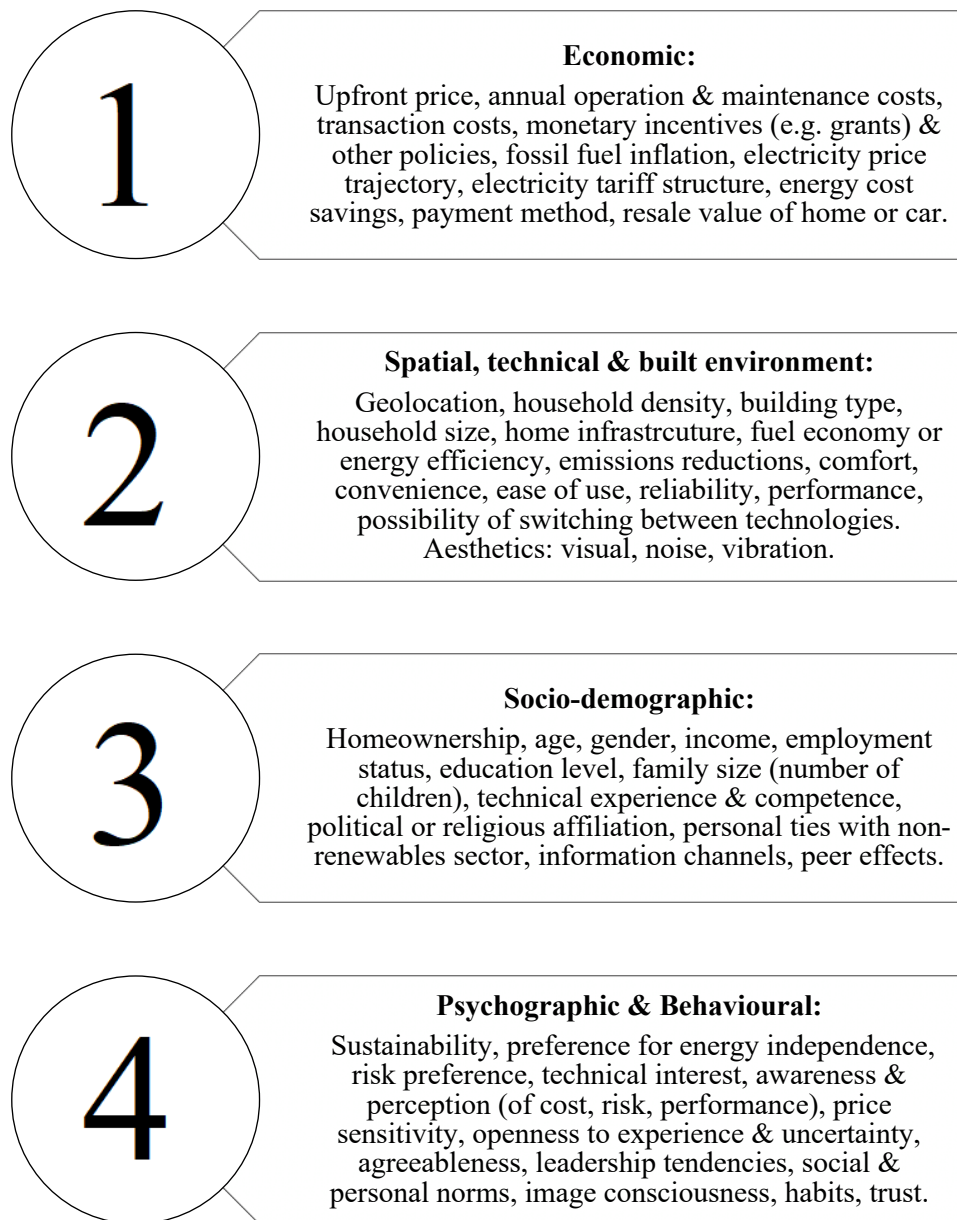 1
Economic:
Upfront price, annual operation & maintenance costs,
transaction costs, monetary incentives (e.g. grants) &
other policies, fossil fuel inflation, electricity price
trajectory, electricity tariff structure, energy cost
savings, payment method, resale value of home or car.
2
Spatial, technical & built environment:
Geolocation, household density, building type,
household size, home infrastrcuture, fuel economy or
energy efficiency, emissions reductions, comfort,
convenience, ease of use, reliability, performance,
possibility of switching between technologies.
Aesthetics: visual, noise, vibration.
3
Socio-demographic:
Homeownership, age, gender, income, employment
status, education level, family size (number of
children), technical experience & competence,
political or religious affiliation, personal ties with non-
renewables sector, information channels, peer effects.
4
Psychographic & Behavioural:
Sustainability, preference for energy independence,
risk preference, technical interest, awareness &
perception (of cost, risk, performance), price
sensitivity, openness to experience & uncertainty,
agreeableness, leadership tendencies, social &
personal norms, image consciousness, habits, trust.